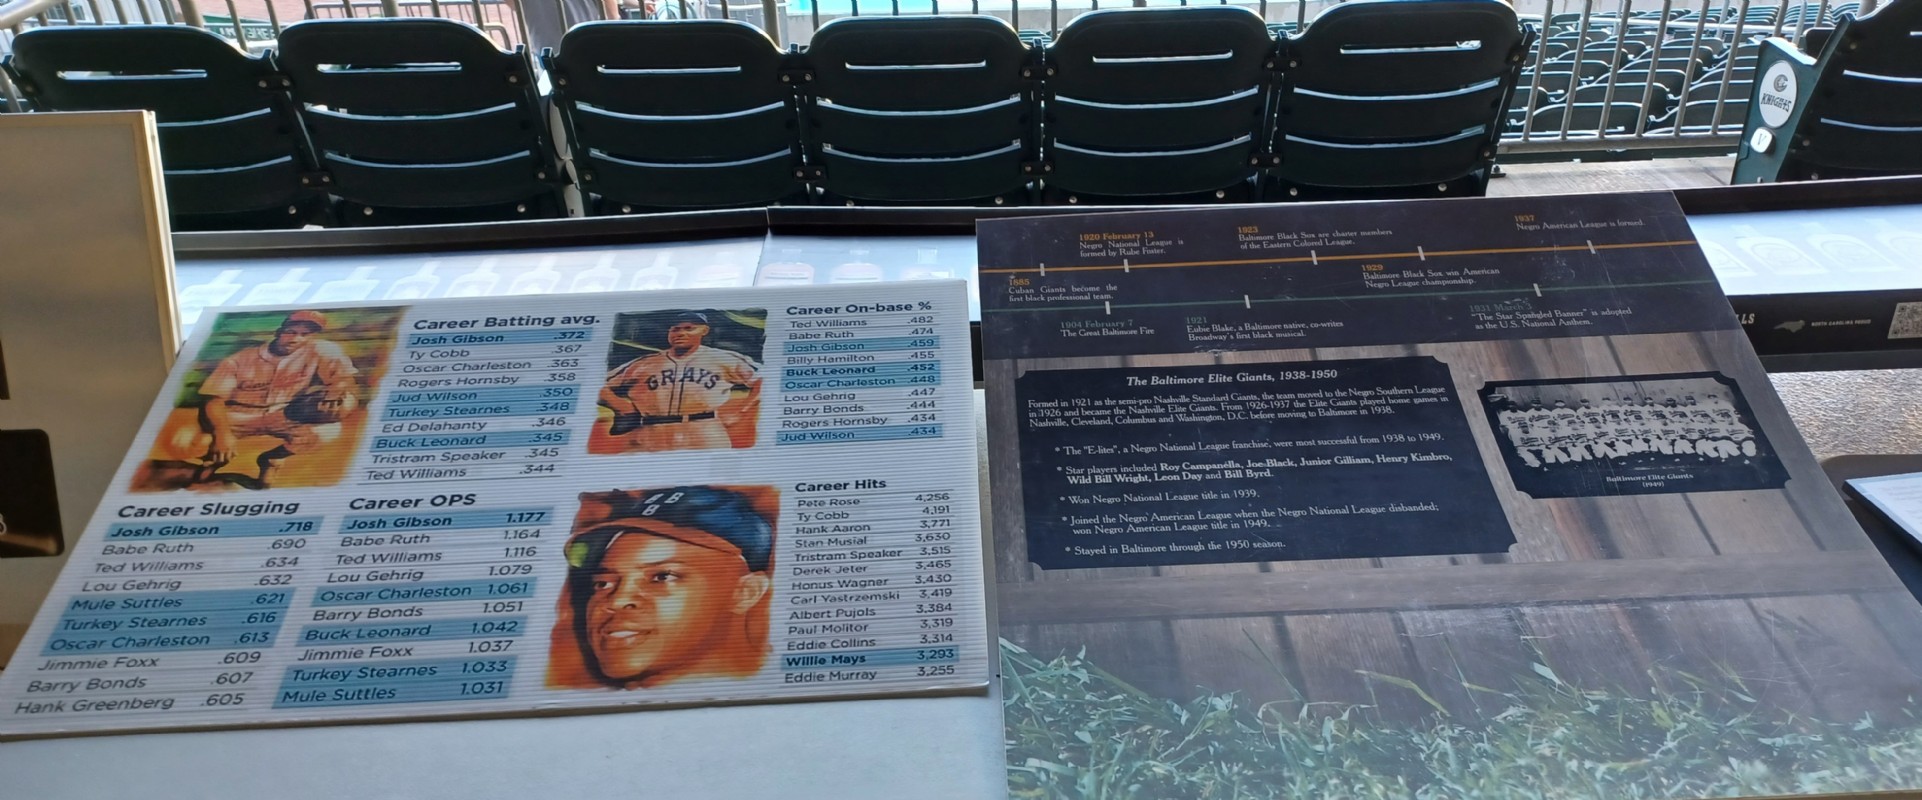 KNIGHTS
V
NORTH CAROLINA PROUD
Career Batting avg.
Josh Gibson .372
Ty Cobb .367
Oscar Charleston .363
Rogers Hornsby .358
Jud Wilson .350
Turkey Stearnes .348
Ed Delahanty .346
Buck Leonard .345
Tristram Speaker .345
Ted Williams .344
GRAYS
Career On-base %
Ted Williams .482
Babe Ruth .474
Josh Gibson .459
Billy Hamilton .455
Buck Leonard .452
Oscar Charleston .448
Lou Gehrig .447
Barry Bonds .444
Rogers Hornsby .434
Jud Wilson .434
Career Slugging
Josh Gibson .718
Babe Ruth .690
Ted Williams .634
Lou Gehrig .632
Mule Suttles .621
Turkey Stearnes .616
Oscar Charleston .613
Jimmie Foxx .609
Barry Bonds .607
Hank Greenberg .605
Career OPS
Josh Gibson 1.177
Babe Ruth 1.164
Ted Williams 1.116
Lou Gehrig 1.079
Oscar Charleston 1.061
Barry Bonds 1.051
Buck Leonard 1.042
Jimmie Foxx 1.037
Turkey Stearnes 1.033
Mule Suttles 1.031
BB
B
Career Hits
Pete Rose 4,256
Ty Cobb 4,191
Hank Aaron 3,771
Stan Musial 3,630
Tristram Speaker 3,515
Derek Jeter 3,465
Honus Wagner 3,430
Carl Yastrzemski 3,419
Albert Pujols 3,384
Paul Molitor 3,319
Eddie Collins 3,314
Willie Mays 3,293
Eddie Murray 3,255
1885
Cuban Giants become the
first black professional team.
1904 February 7
The Great Baltimore Fire
1920 February 13
Negro National League is
formed by Rube Foster.
1921
Eubie Blake, a Baltimore native, co-writes
Broadway's first black musical.
1923
Baltimore Black Sox are charter members
of the Eastern Colored League.
1929
Baltimore Black Sox win American
Negro League championship.
1931 March 3
"The Star Spangled Banner" is adopted
as the U.S. National Anthem.
1937
Negro American League is formed.
The Baltimore Elite Giants, 1938-1950
Formed in 1921 as the semi-pro Nashville Standard Giants, the team moved to the Negro Southern League
in 1926 and became the Nashville Elite Giants. From 1926-1937 the Elite Giants played home games in
Nashville, Cleveland, Columbus and Washington, D.C. before moving to Baltimore in 1938.
* The "E-lites", a Negro National League franchise, were most successful from 1938 to 1949.
* Star players included Roy Campanella, Joe Black, Junior Gilliam, Henry Kimbro,
Wild Bill Wright, Leon Day and Bill Byrd.
* Won Negro National League title in 1939.
* Joined the Negro American League when the Negro National League disbanded;
won Negro American League title in 1949.
* Stayed in Baltimore through the 1950 season.
Baltimore Elite Giants
(1949)